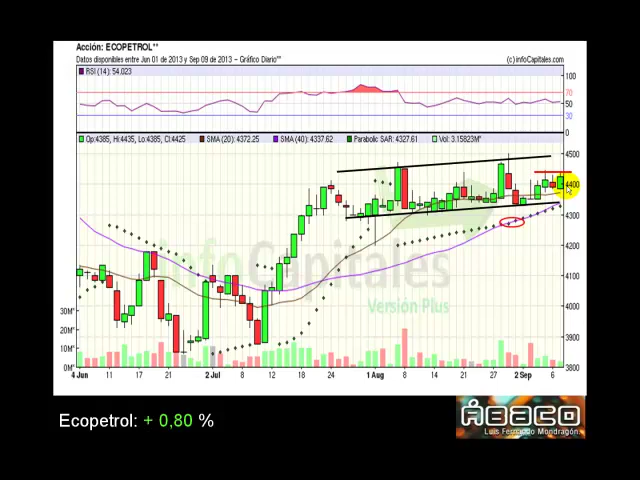 Acción: ECOPETROL**
Datos disponibles entre Jun 01 de 2013 y Sep 09 de 2013 - Gráfico Diario**
(c) infoCapitales.com
RSI (14): 54,023
100
70
50
30
0
Op:4385, Hi:4435, Lo:4385, Cl:4425
SMA (20): 4372.25
SMA (40): 4337.62
Parabolic SAR: 4327.61
Vol: 3.15823M"
4500
4400
4300
4200
4100
4000
3900
3800
infoCapitales
Versión Plus
30M"
20M"
10M"
0M"
4 Jun
11
17
21
2 Jul
8
12
18
24
1 Aug
8
14
21
27
2 Sep
6
Ecopetrol: + 0,80 %
ÁBACO
Luis Fernando Mondragón